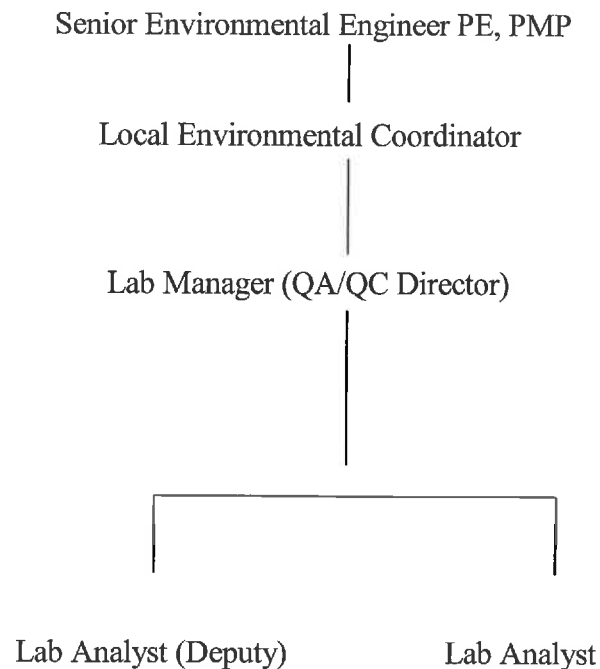 Senior Environmental Engineer PE, PMP
Local Environmental Coordinator
Lab Manager (QA/QC Director)
Lab Analyst (Deputy) Lab Analyst